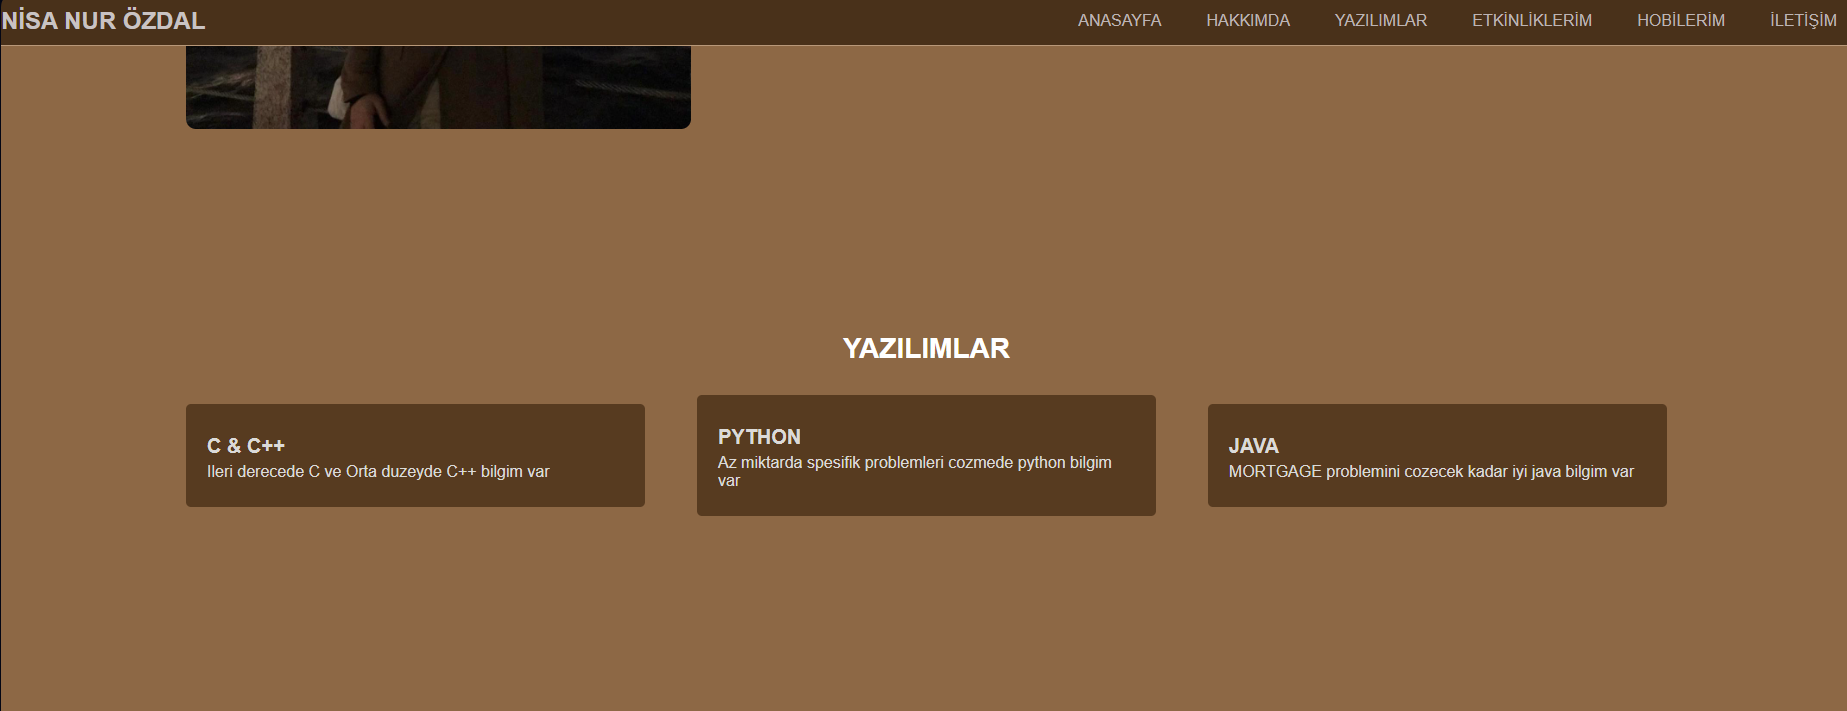 NİSA NUR ÖZDAL
ANASAYFA HAKKIMDA YAZILIMLAR ETKİNLİKLERİM HOBİLERİM İLETİŞİM
YAZILIMLAR
C & C++
Ileri derecede C ve Orta duzeyde C++ bilgim var
PYTHON
Az miktarda spesifik problemleri cozmede python bilgim
var
JAVA
MORTGAGE problemini cozecek kadar iyi java bilgim var